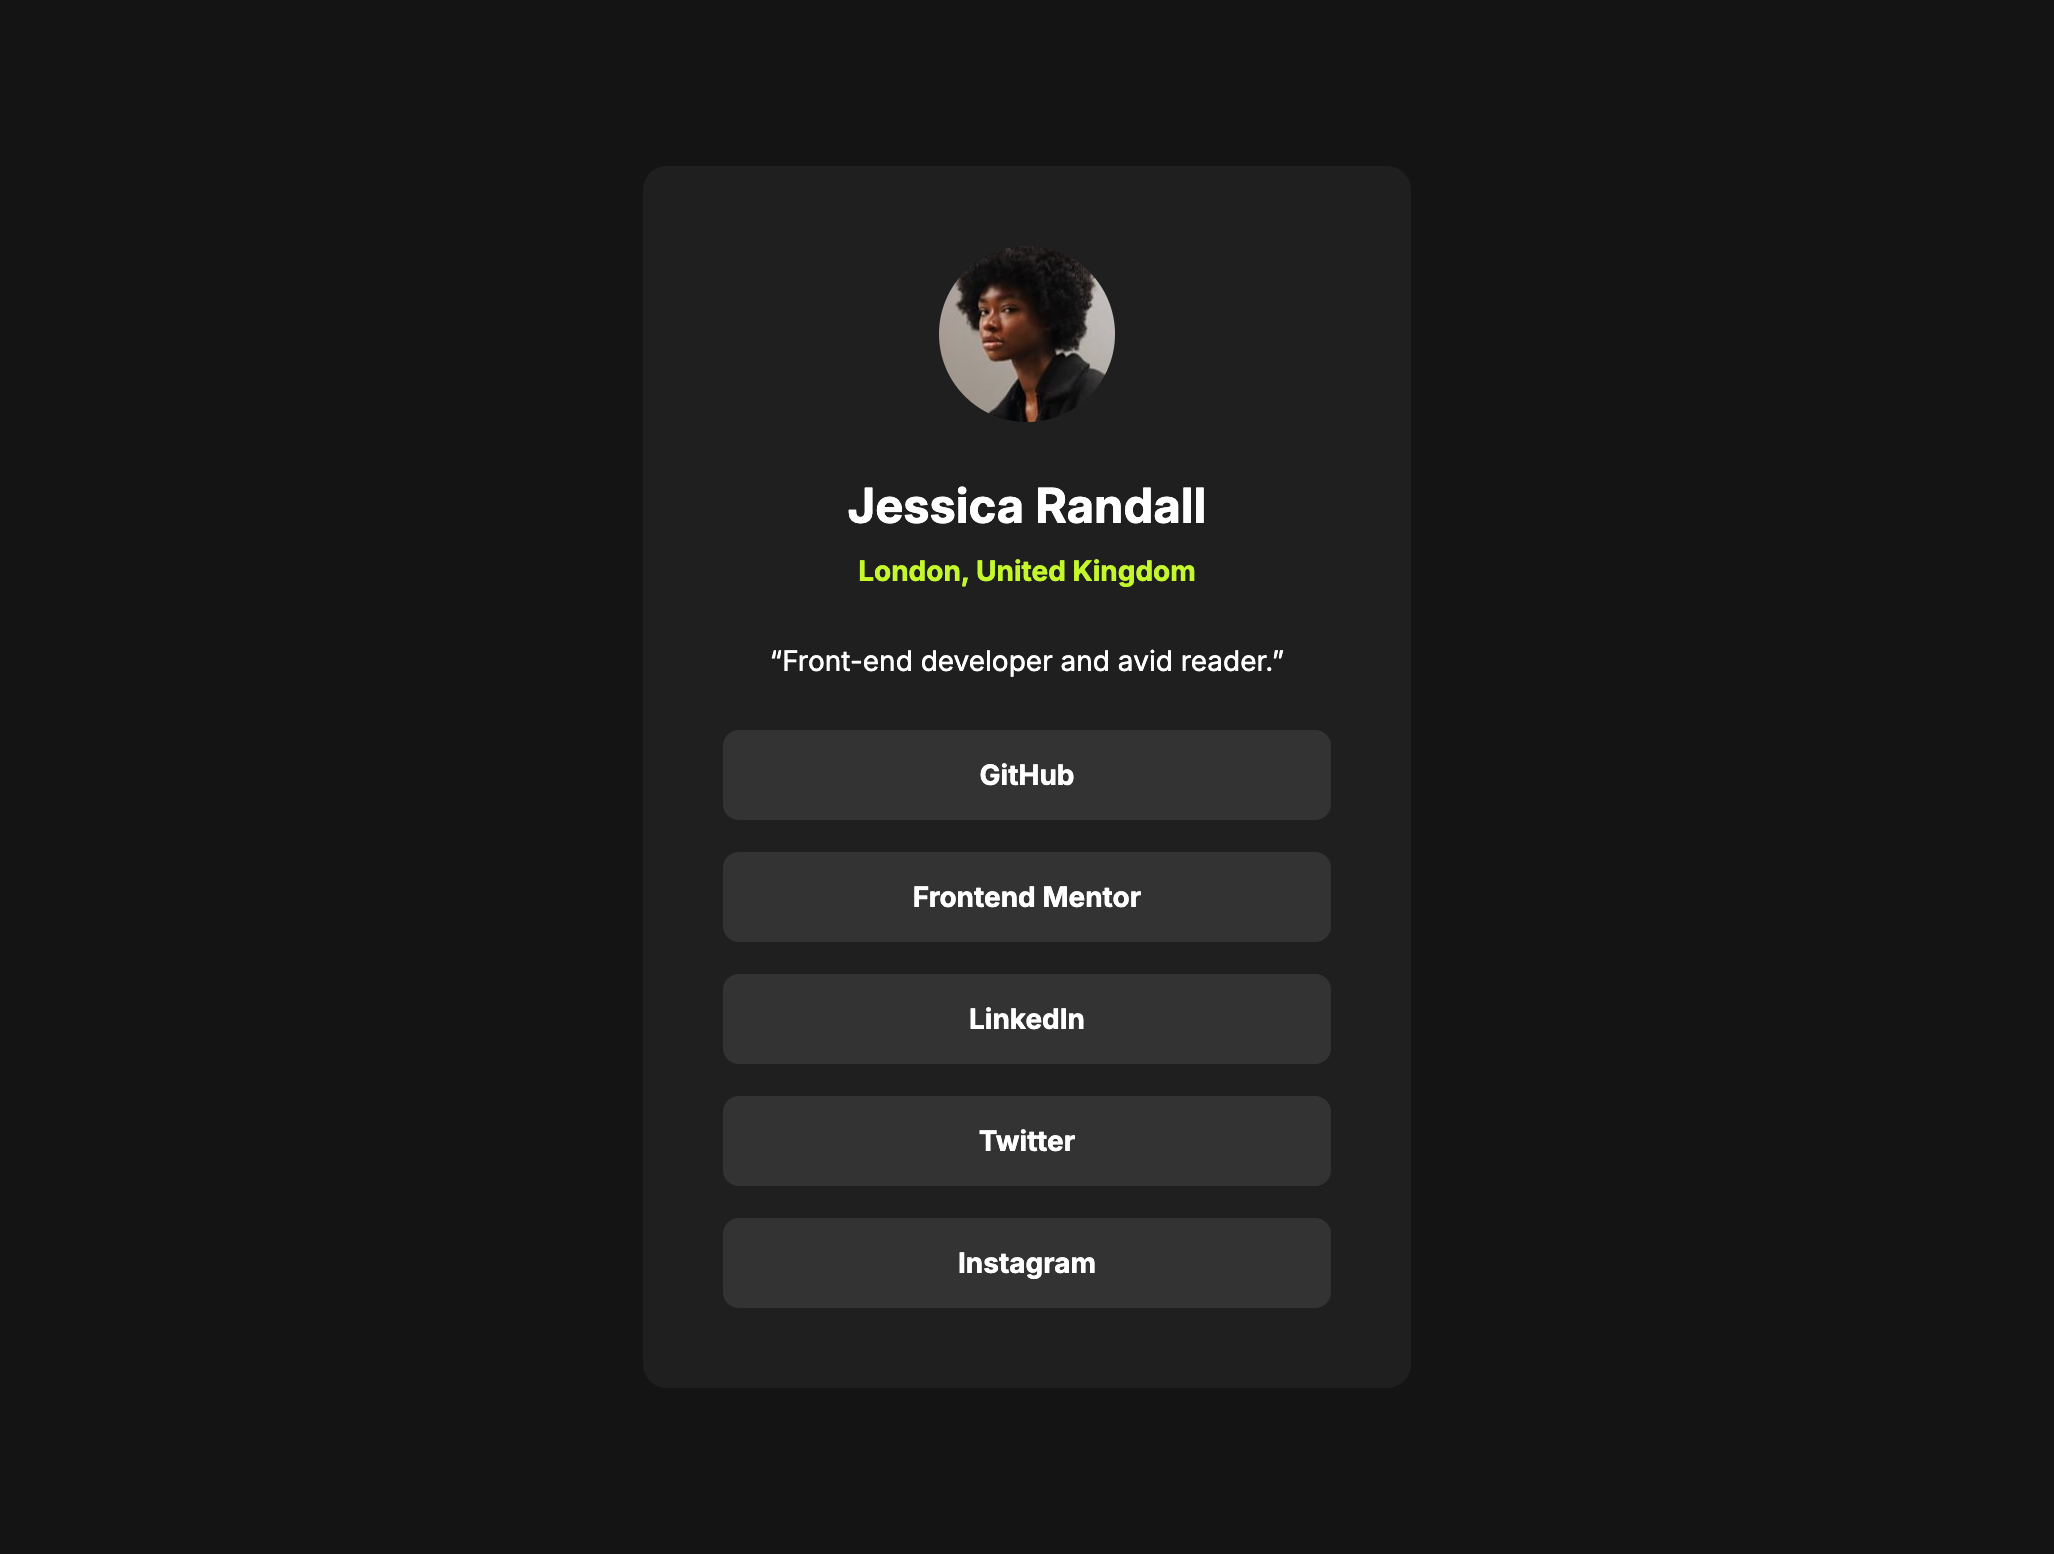 Jessica Randall
London, United Kingdom
“Front-end developer and avid reader.”
GitHub
Frontend Mentor
LinkedIn
Twitter
Instagram